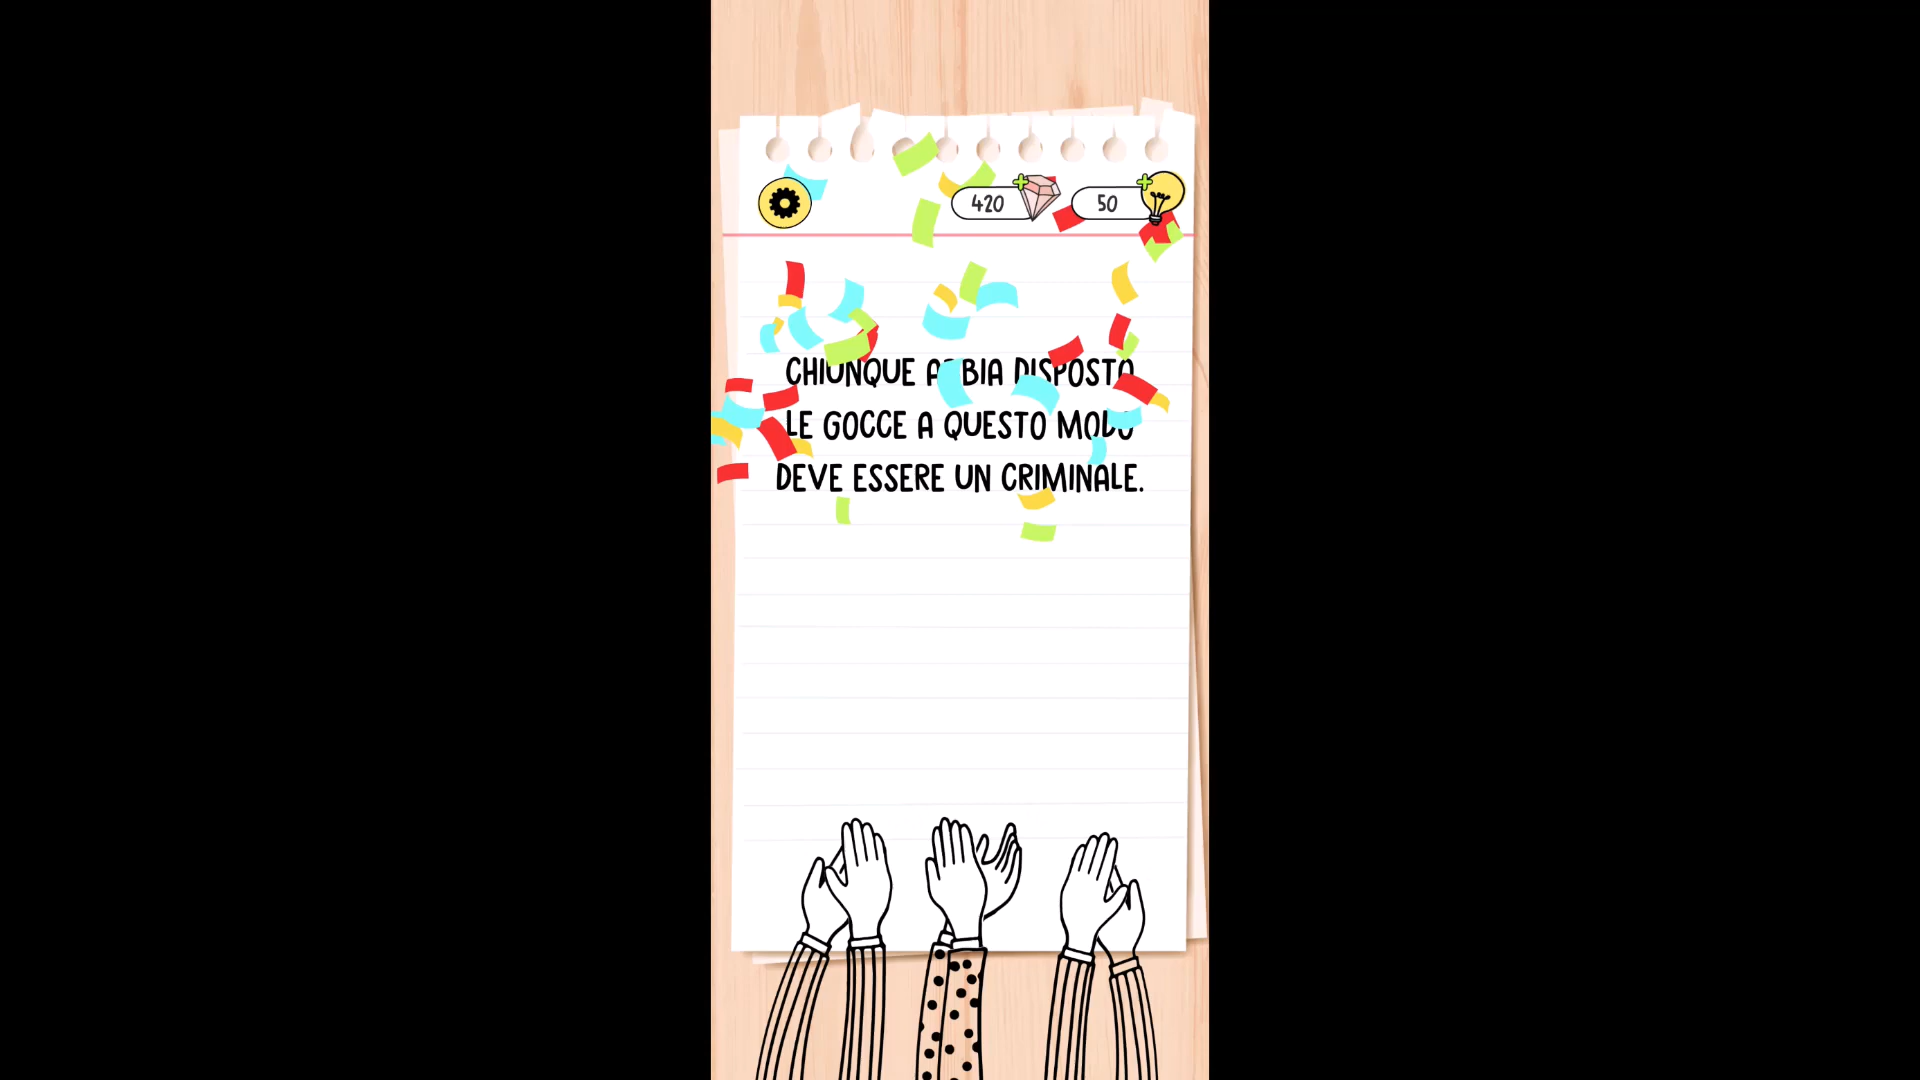 420 50
CHIUNQUE ABBIA DISPOSTO
LE GOCCE A QUESTO MODO
DEVE ESSERE UN CRIMINALE.